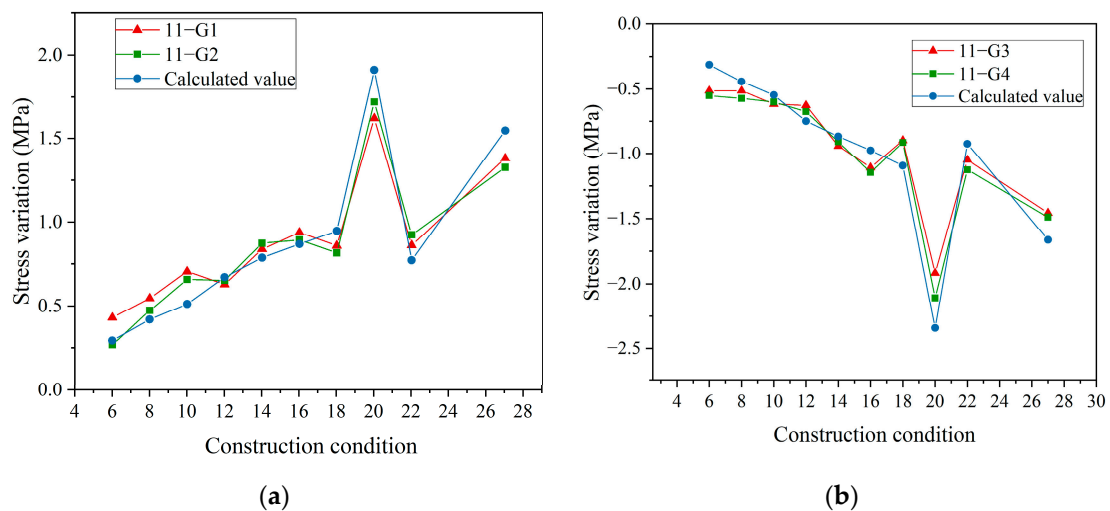 11−G1
11−G2
Calculated value
2.0
1.5
1.0
0.5
0.0
Stress variation (MPa)
4 6 8 10 12 14 16 18 20 22 24 26 28
Construction condition
(a)
11−G3
11−G4
Calculated value
0.0
−0.5
−1.0
−1.5
−2.0
−2.5
Stress variation (MPa)
4 6 8 10 12 14 16 18 20 22 24 26 28 30
Construction condition
(b)